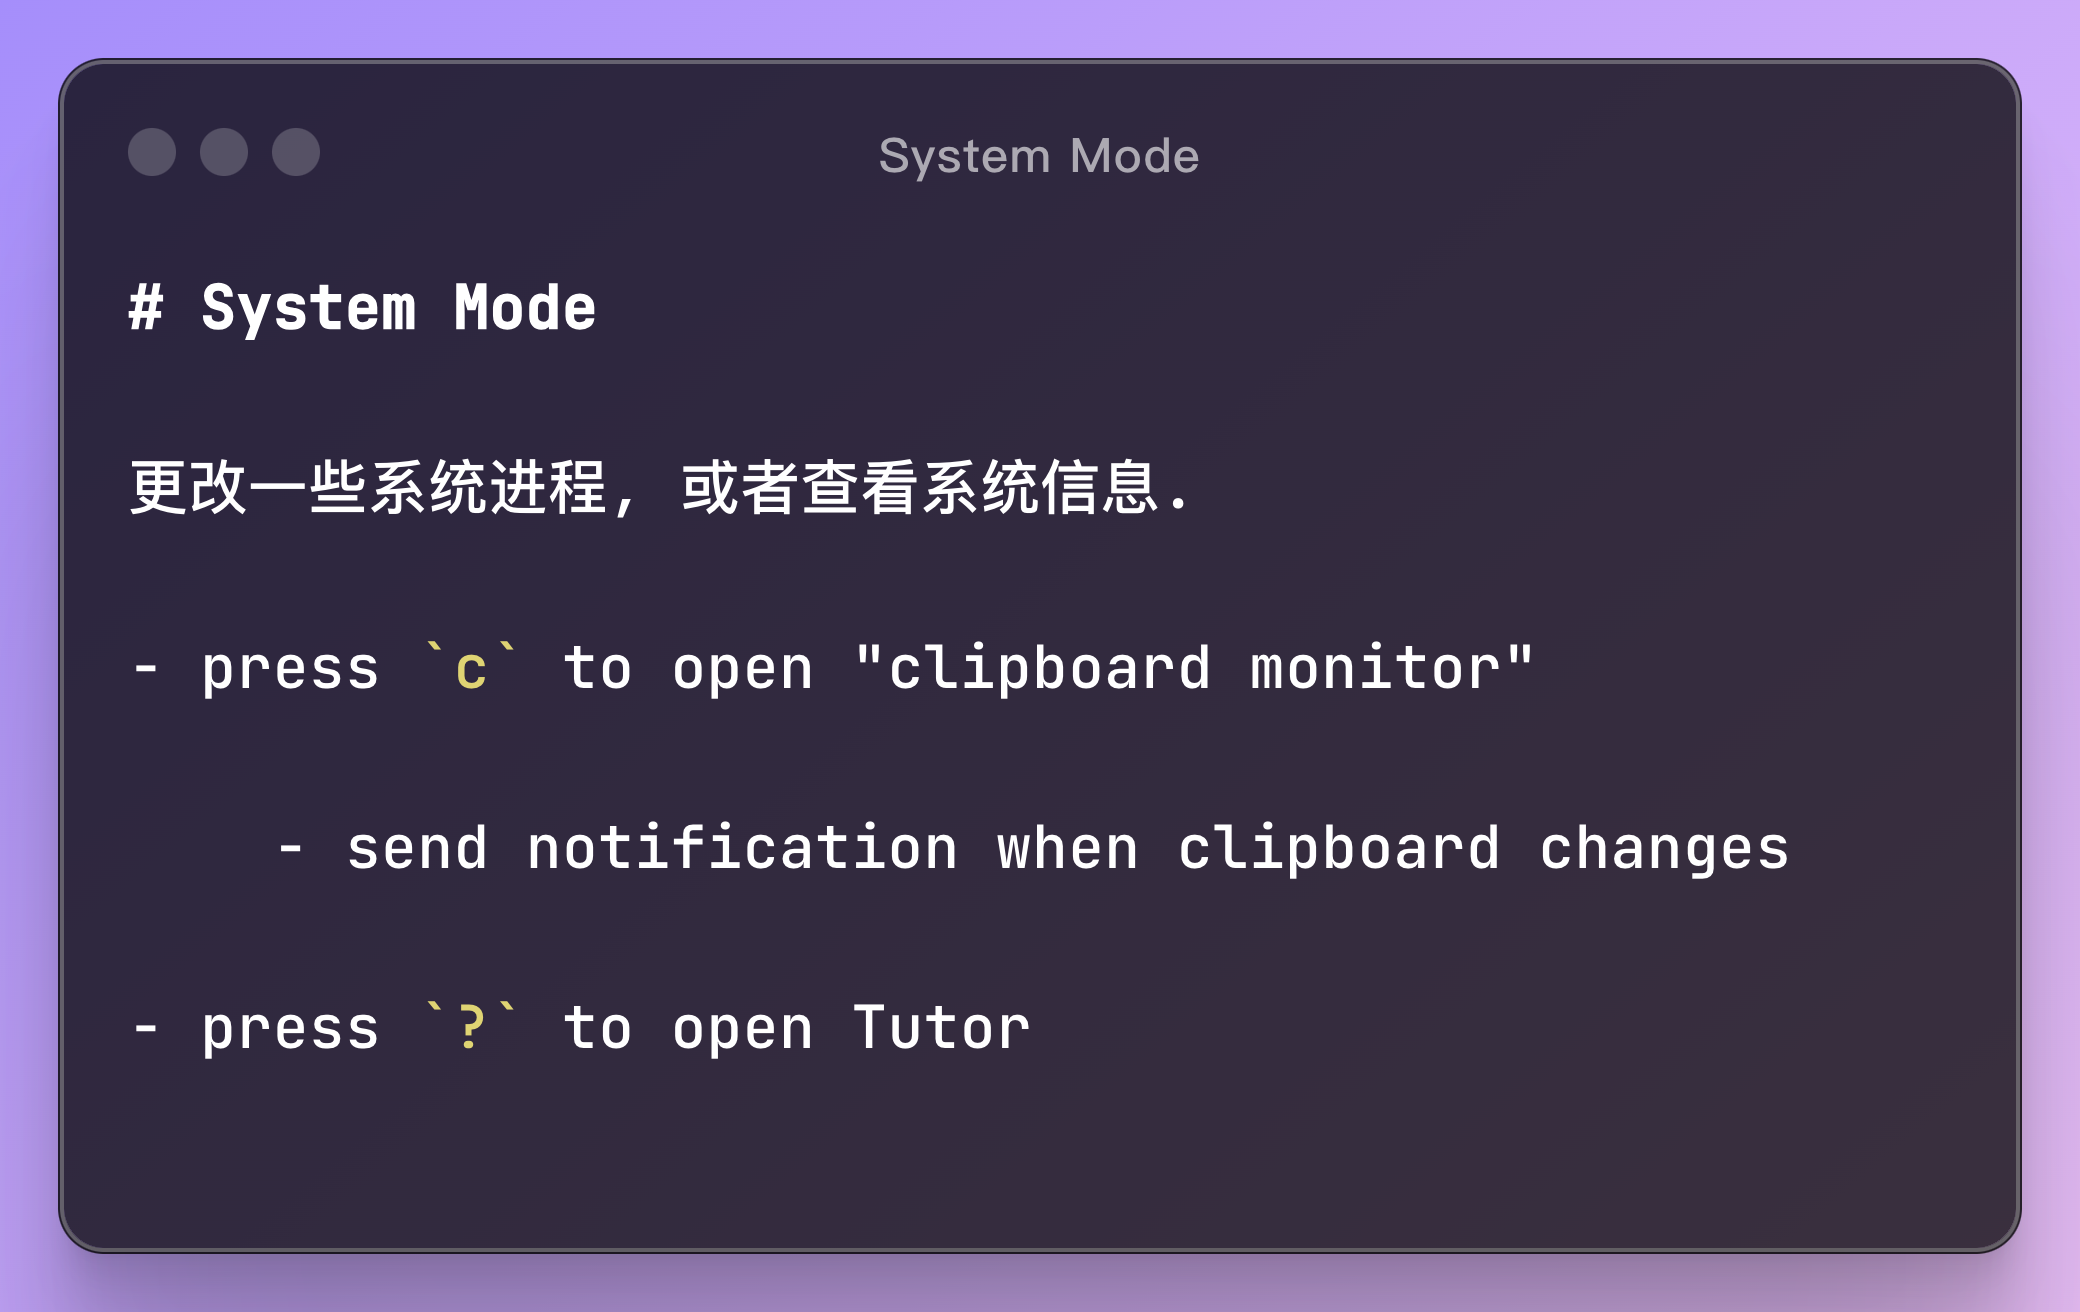 System Mode
# System Mode
更改一些系统进程, 或者查看系统信息.
- press `c` to open "clipboard monitor"
    - send notification when clipboard changes
- press `?` to open Tutor